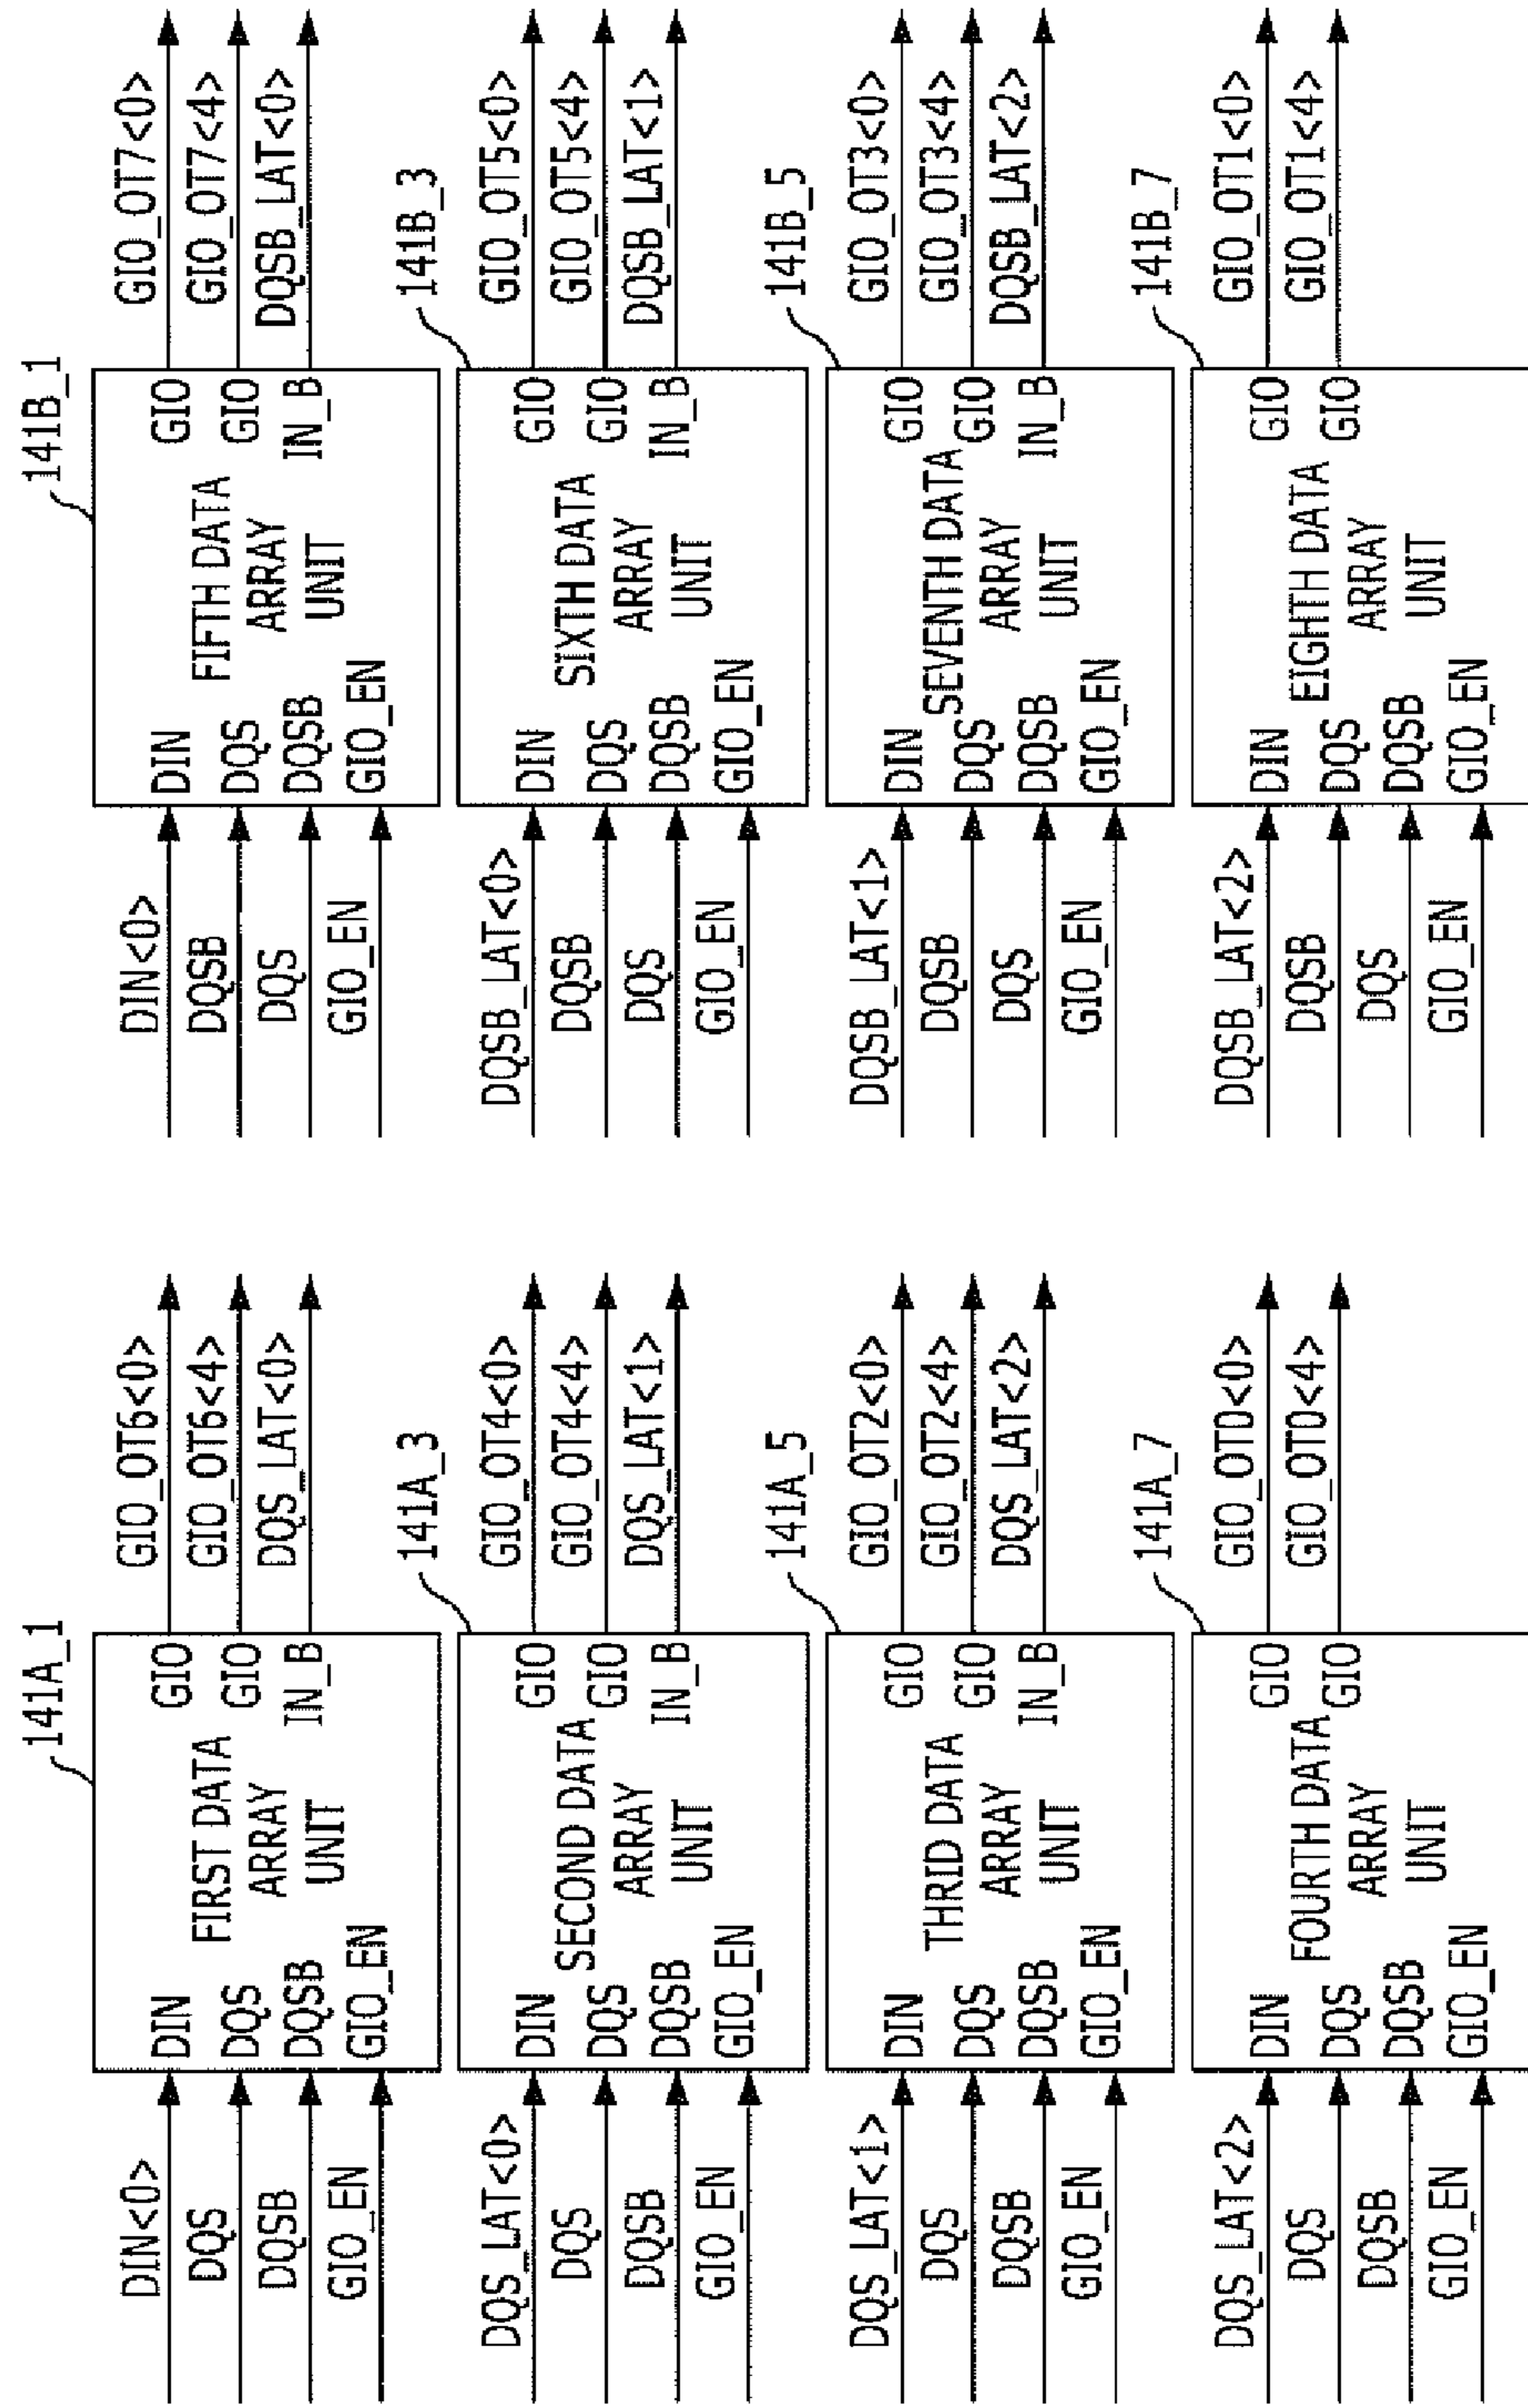 141A_1
DIN<0>
DQS
DQSB
GIO_EN
DIN
DQS
DQSB
GIO_EN
FIRST DATA
ARRAY
UNIT
GIO
GIO
IN_B
GIO_OT6<0>
GIO_OT6<4>
DQS_LAT<0>
141A_3
DQS_LAT<0>
DQS
DQSB
GIO_EN
DIN
DQS
DQSB
GIO_EN
SECOND DATA
ARRAY
UNIT
GIO
GIO
IN_B
GIO_OT4<0>
GIO_OT4<4>
DQS_LAT<1>
141A_5
DQS_LAT<1>
DQS
DQSB
GIO_EN
DIN
DQS
DQSB
GIO_EN
THRID DATA
ARRAY
UNIT
GIO
GIO
IN_B
GIO_OT2<0>
GIO_OT2<4>
DQS_LAT<2>
141A_7
DQS_LAT<2>
DQS
DQSB
GIO_EN
DIN
DQS
DQSB
GIO_EN
FOURTH DATA
ARRAY
UNIT
GIO
GIO
GIO_OT0<0>
GIO_OT0<4>
141B_1
DIN<0>
DQSB
DQS
GIO_EN
DIN
DQS
DQSB
GIO_EN
FIFTH DATA
ARRAY
UNIT
GIO
GIO
IN_B
GIO_OT7<0>
GIO_OT7<4>
DQSB_LAT<0>
141B_3
DQSB_LAT<0>
DQSB
DQS
GIO_EN
DIN
DQS
DQSB
GIO_EN
SIXTH DATA
ARRAY
UNIT
GIO
GIO
IN_B
GIO_OT5<0>
GIO_OT5<4>
DQSB_LAT<1>
141B_5
DQSB_LAT<1>
DQSB
DQS
GIO_EN
DIN
DQS
DQSB
GIO_EN
SEVENTH DATA
ARRAY
UNIT
GIO
GIO
IN_B
GIO_OT3<0>
GIO_OT3<4>
DQSB_LAT<2>
141B_7
DQSB_LAT<2>
DQSB
DQS
GIO_EN
DIN
DQS
DQSB
GIO_EN
EIGHTH DATA
ARRAY
UNIT
GIO
GIO
GIO_OT1<0>
GIO_OT1<4>